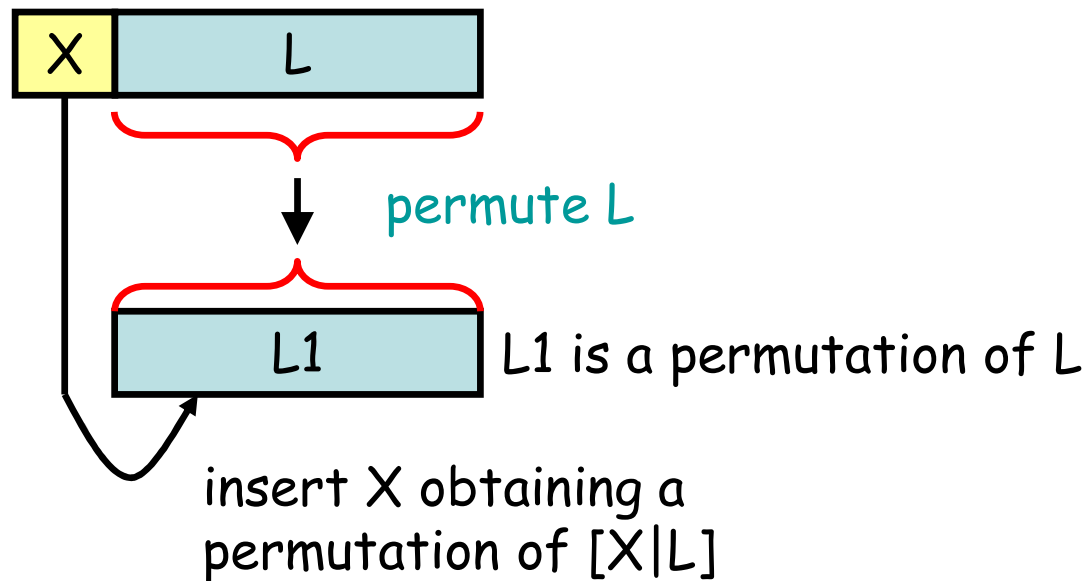 X L
permute L
L1 L1 is a permutation of L
insert X obtaining a
permutation of [X|L]